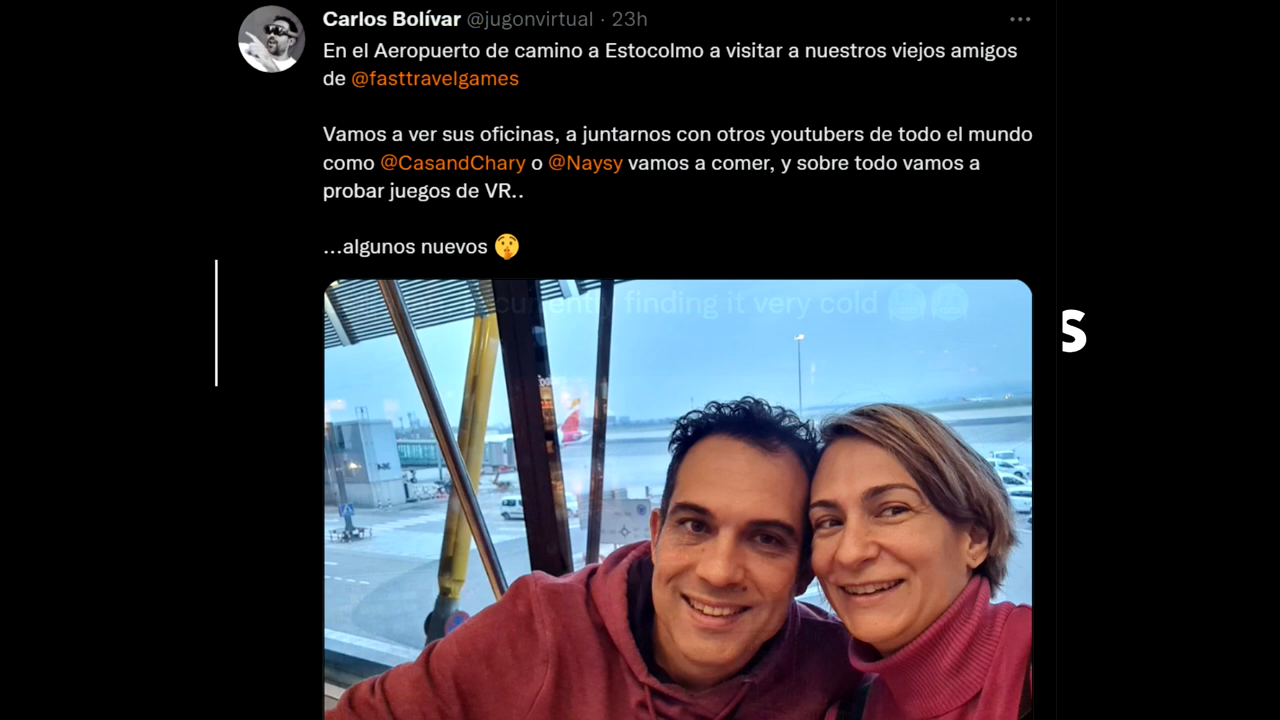 Carlos Bolívar @jugonvirtual · 23h
En el Aeropuerto de camino a Estocolmo a visitar a nuestros viejos amigos
de @fasttravelgames
Vamos a ver sus oficinas, a juntarnos con otros youtubers de todo el mundo
como @CasandChary o @Naysy vamos a comer, y sobre todo vamos a
probar juegos de VR..
...algunos nuevos 🤫
currently finding it very cold 🥶🥶
s